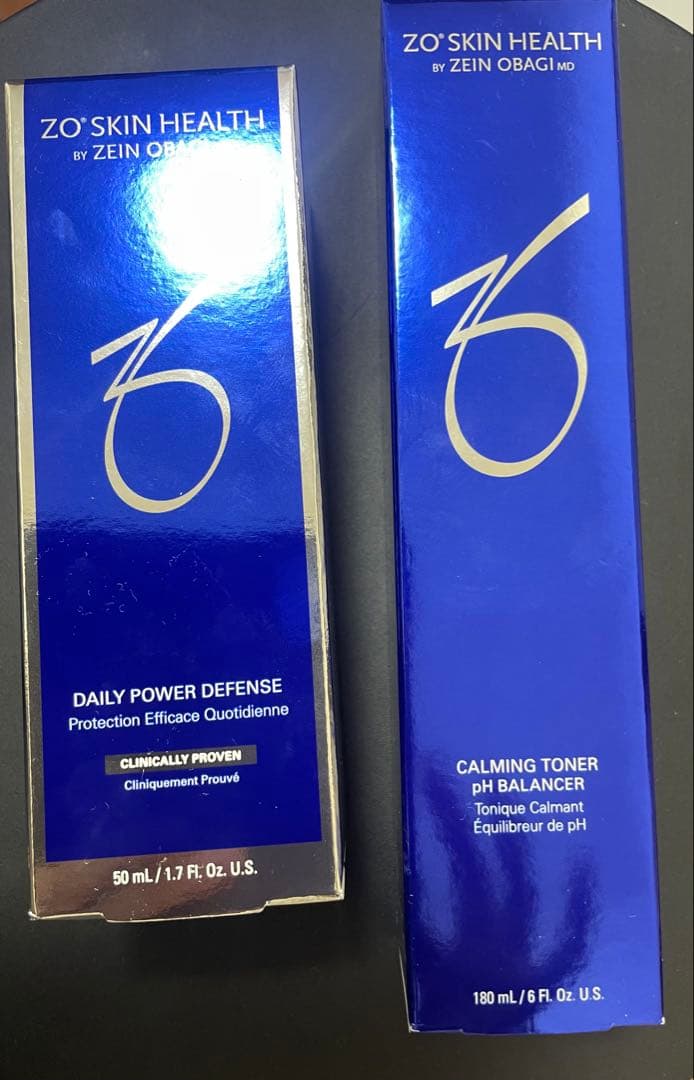 ZO® SKIN HEALTH
BY ZEIN
DAILY POWER DEFENSE
Protection Efficace Quotidienne
CLINICALLY PROVEN
Cliniquement Prouvé
50 mL / 1.7 Fl. Oz. U.S.
ZO® SKIN HEALTH
BY ZEIN OBAGI MD
CALMING TONER
pH BALANCER
Tonique Calmant
Équilibreur de pH
180 mL / 6 Fl. Oz. U.S.